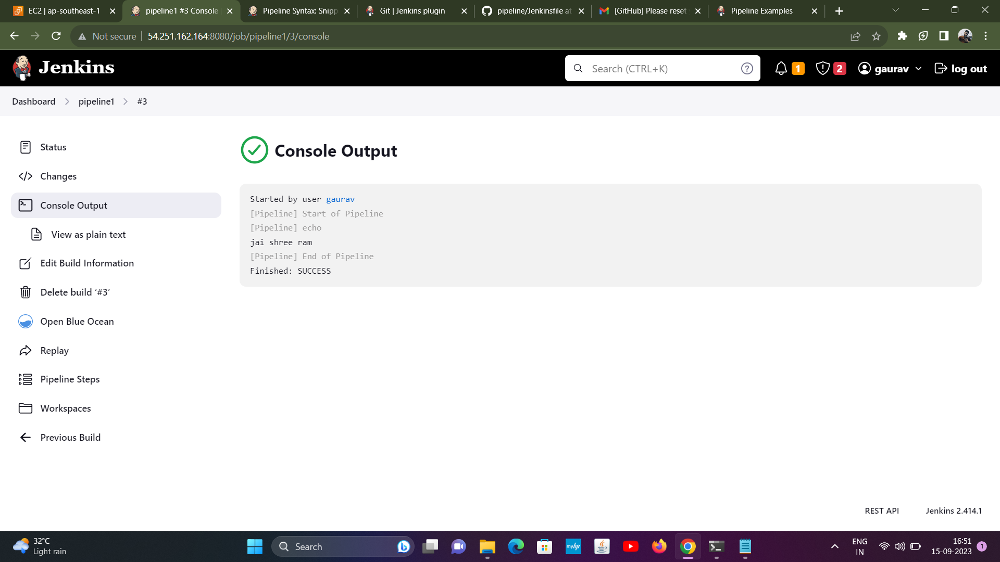 EC2 | ap-southeast-1
pipeline1 #3 Console
Pipeline Syntax: Snipp
Git | Jenkins plugin
pipeline/Jenkinsfile at
[GitHub] Please reset
Pipeline Examples
Not secure
54.251.162.164:8080/job/pipeline1/3/console
Jenkins
Search (CTRL+K)
?
1
2
gaurav
log out
Dashboard
pipeline1
#3
Status
Changes
Console Output
View as plain text
Edit Build Information
Delete build ‘#3’
Open Blue Ocean
Replay
Pipeline Steps
Workspaces
Previous Build
Console Output
Started by user gaurav
[Pipeline] Start of Pipeline
[Pipeline] echo
jai shree ram
[Pipeline] End of Pipeline
Finished: SUCCESS
REST API
Jenkins 2.414.1
32°C
Light rain
Search
myhp
ENG
IN
16:51
15-09-2023
1